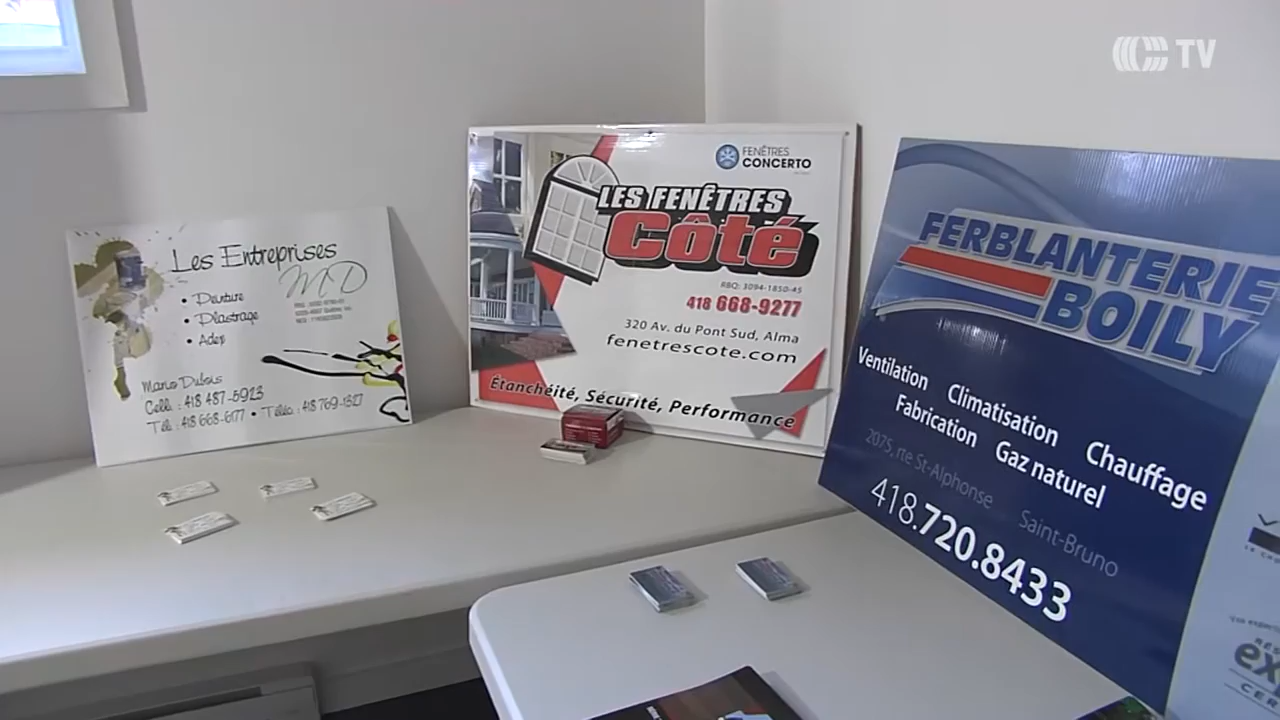 TV
Les Entreprises
MD
• Peinture
• Plastrage
• Adex
Mario Dubois
Cell. : 418 487-5923
Tél. : 418 668-6177 • Téléc. : 418 769-1327
FENÊTRES
CONCERTO
LES FENÊTRES
Côté
RBQ: 3094-1850-45
418 668-9277
320 Av. du Pont Sud, Alma
fenetrescote.com
Étanchéité, Sécurité, Performance
FERBLANTERIE
BOILY
Ventilation Climatisation Chauffage
Fabrication Gaz naturel
2075, rte St-Alphonse Saint-Bruno
418.720.8433